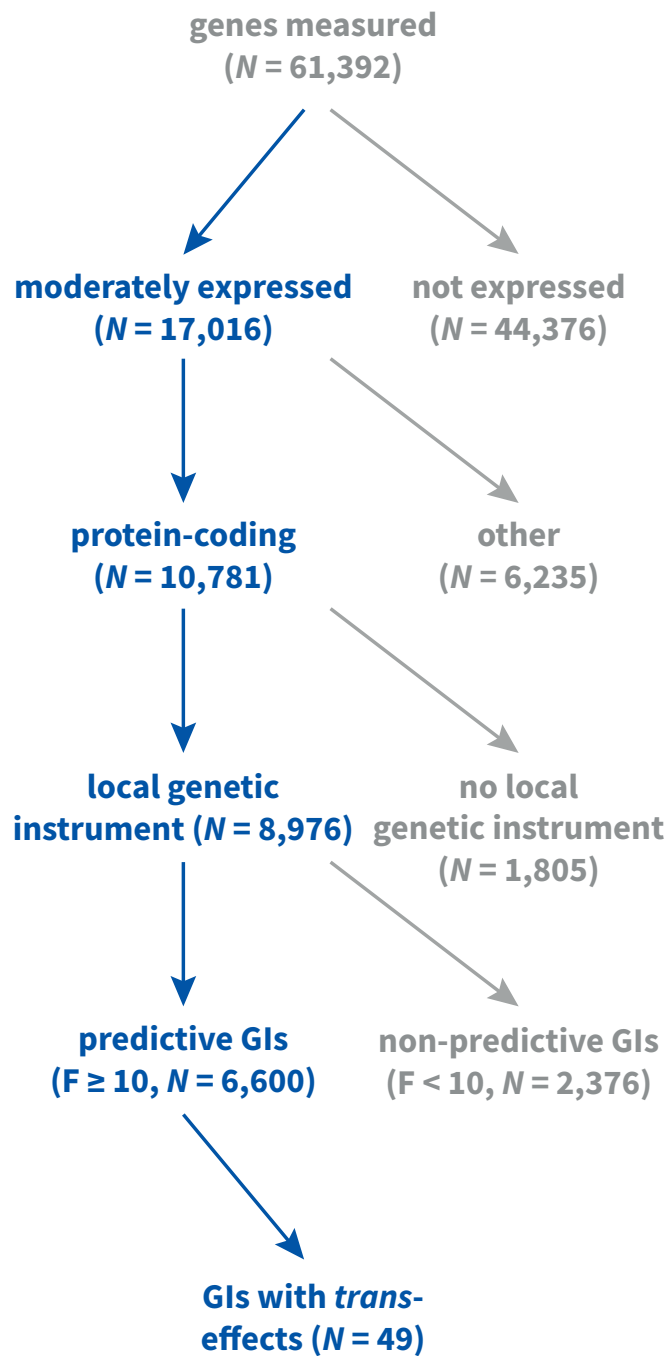 genes measured
(N = 61,392)
moderately expressed
(N = 17,016)
not expressed
(N = 44,376)
protein-coding
(N = 10,781)
other
(N = 6,235)
local genetic
instrument (N = 8,976)
no local
genetic instrument
(N = 1,805)
predictive GIs
(F ≥ 10, N = 6,600)
non-predictive GIs
(F < 10, N = 2,376)
GIs with trans-
effects (N = 49)